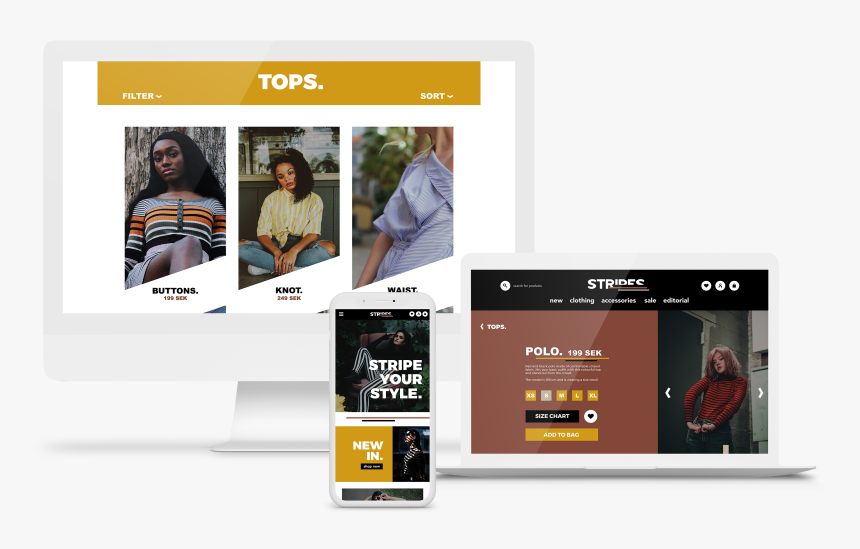 TOPS.
FILTER
SORT
BUTTONS.
199 SEK
KNOT.
249 SEK
WAIST.
STRIPES
STRIPE
YOUR
STYLE.
NEW
IN.
shop now
search for products
STRIPES
new clothing accessories sale editorial
TOPS.
POLO. 199 SEK
XS S M L XL
SIZE CHART
ADD TO BAG